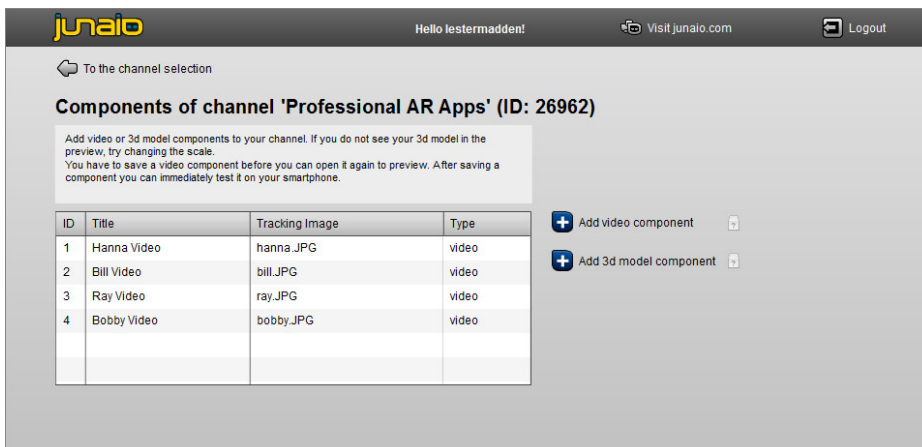 junaio
Hello lestermadden!
Visit junaio.com
Logout
To the channel selection
Components of channel 'Professional AR Apps' (ID: 26962)
Add video or 3d model components to your channel. If you do not see your 3d model in the
preview, try changing the scale.
You have to save a video component before you can open it again to preview. After saving a
component you can immediately test it on your smartphone.
ID Title Tracking Image Type
1 Hanna Video hanna.JPG video
2 Bill Video bill.JPG video
3 Ray Video ray.JPG video
4 Bobby Video bobby.JPG video
Add video component ?
Add 3d model component ?